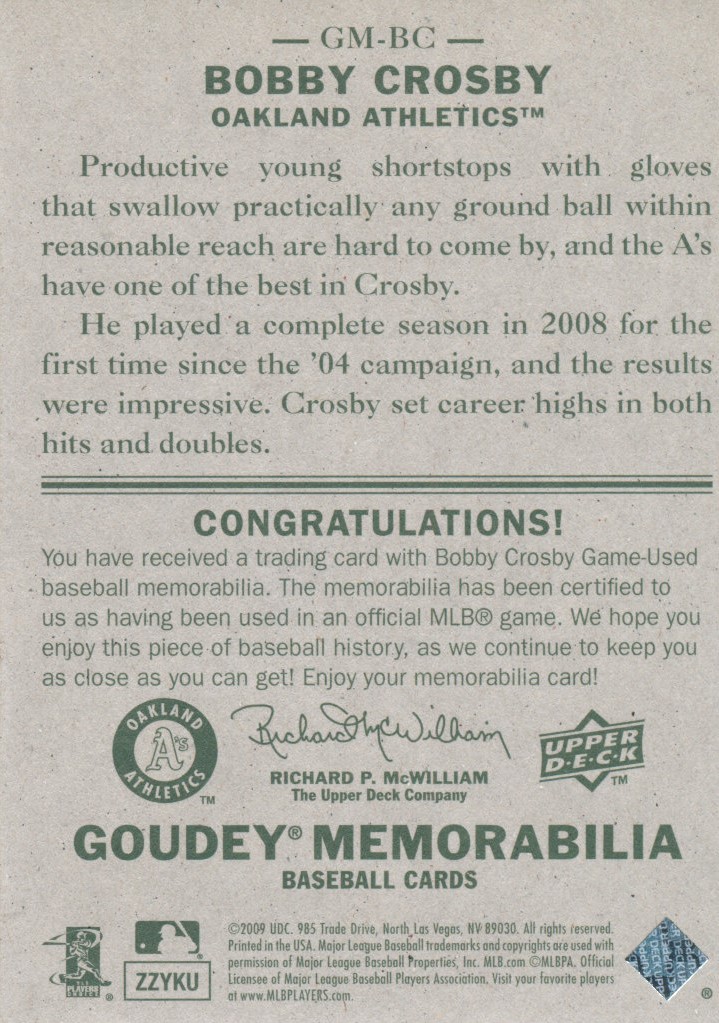 — GM-BC —
BOBBY CROSBY
OAKLAND ATHLETICS™
Productive young shortstops with gloves
that swallow practically any ground ball within
reasonable reach are hard to come by, and the A's
have one of the best in Crosby.
He played a complete season in 2008 for the
first time since the '04 campaign, and the results
were impressive. Crosby set career highs in both
hits and doubles.
CONGRATULATIONS!
You have received a trading card with Bobby Crosby Game-Used
baseball memorabilia. The memorabilia has been certified to
us as having been used in an official MLB® game. We hope you
enjoy this piece of baseball history, as we continue to keep you
as close as you can get! Enjoy your memorabilia card!
OAKLAND A's ATHLETICS TM
Richard P. McWilliam
UPPER
D·E·C·K TM
RICHARD P. McWILLIAM
The Upper Deck Company
GOUDEY® MEMORABILIA
BASEBALL CARDS
PLAYERS ®
ZZYKU
©2009 UDC. 985 Trade Drive, North Las Vegas, NV 89030. All rights reserved.
Printed in the USA. Major League Baseball trademarks and copyrights are used with
permission of Major League Baseball Properties, Inc. MLB.com ©MLBPA. Official
Licensee of Major League Baseball Players Association. Visit your favorite players
at www.MLBPLAYERS.com.
®